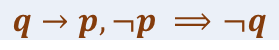 q → p, ¬p ⟹ ¬q